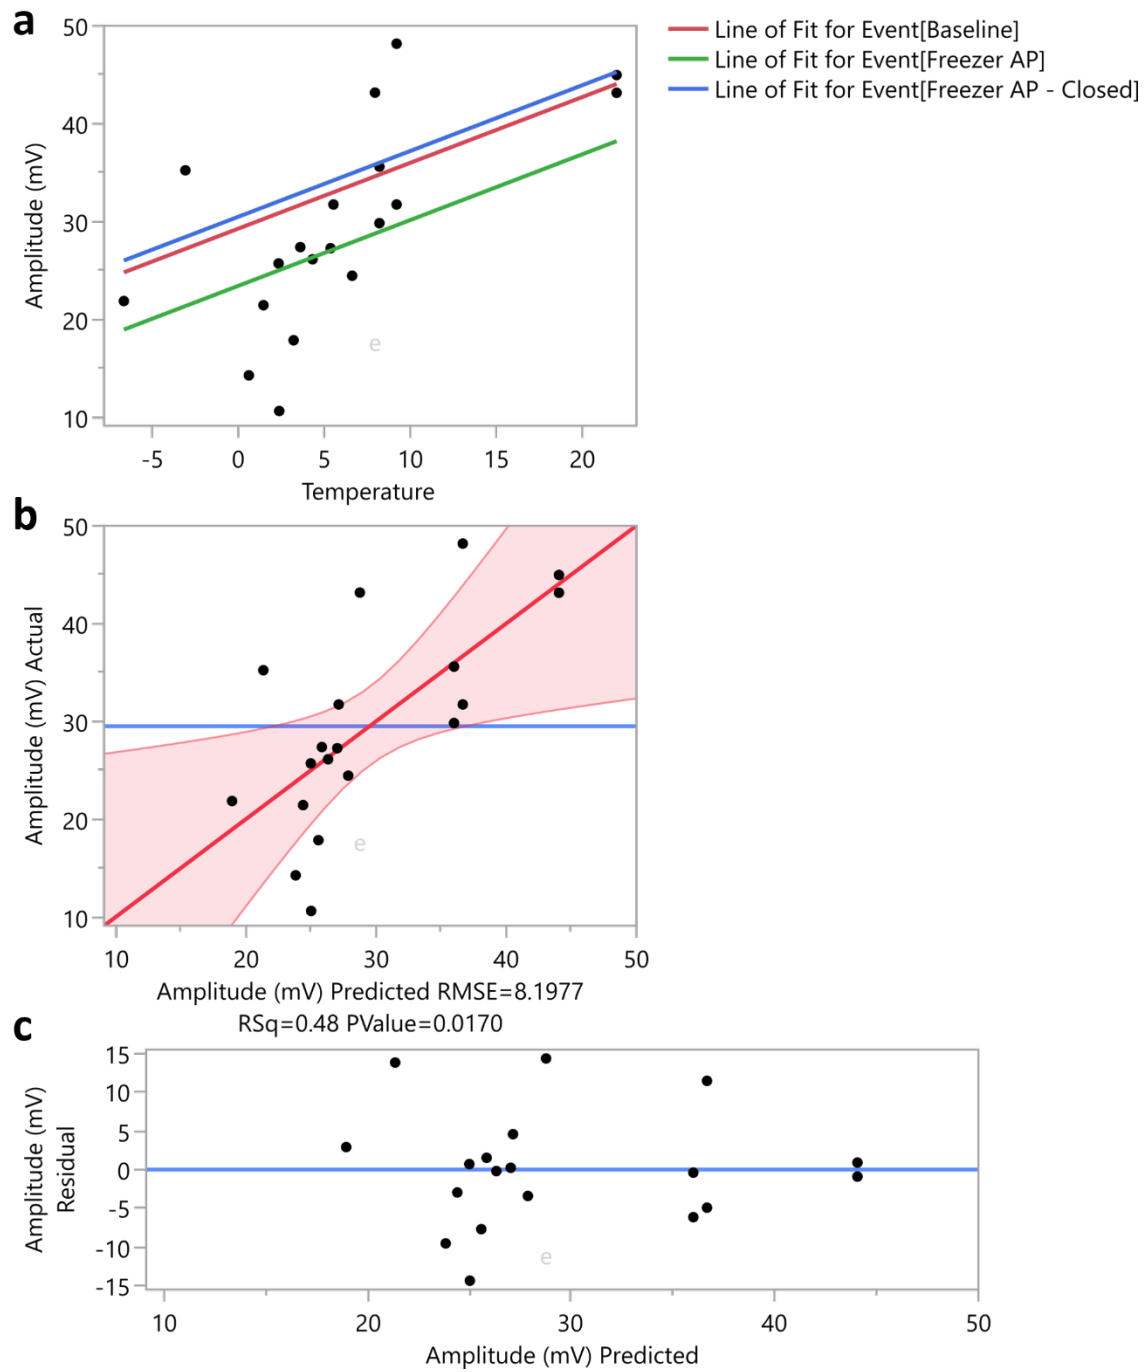 a
Line of Fit for Event[Baseline]
Line of Fit for Event[Freezer AP]
Line of Fit for Event[Freezer AP - Closed]
50
40
30
20
10
Amplitude (mV)
e
-5 0 5 10 15 20
Temperature
b
50
40
30
20
10
Amplitude (mV) Actual
e
10 20 30 40 50
Amplitude (mV) Predicted RMSE=8.1977
RSq=0.48 PValue=0.0170
c
15
10
5
0
-5
-10
-15
Amplitude (mV)
Residual
e
10 20 30 40 50
Amplitude (mV) Predicted